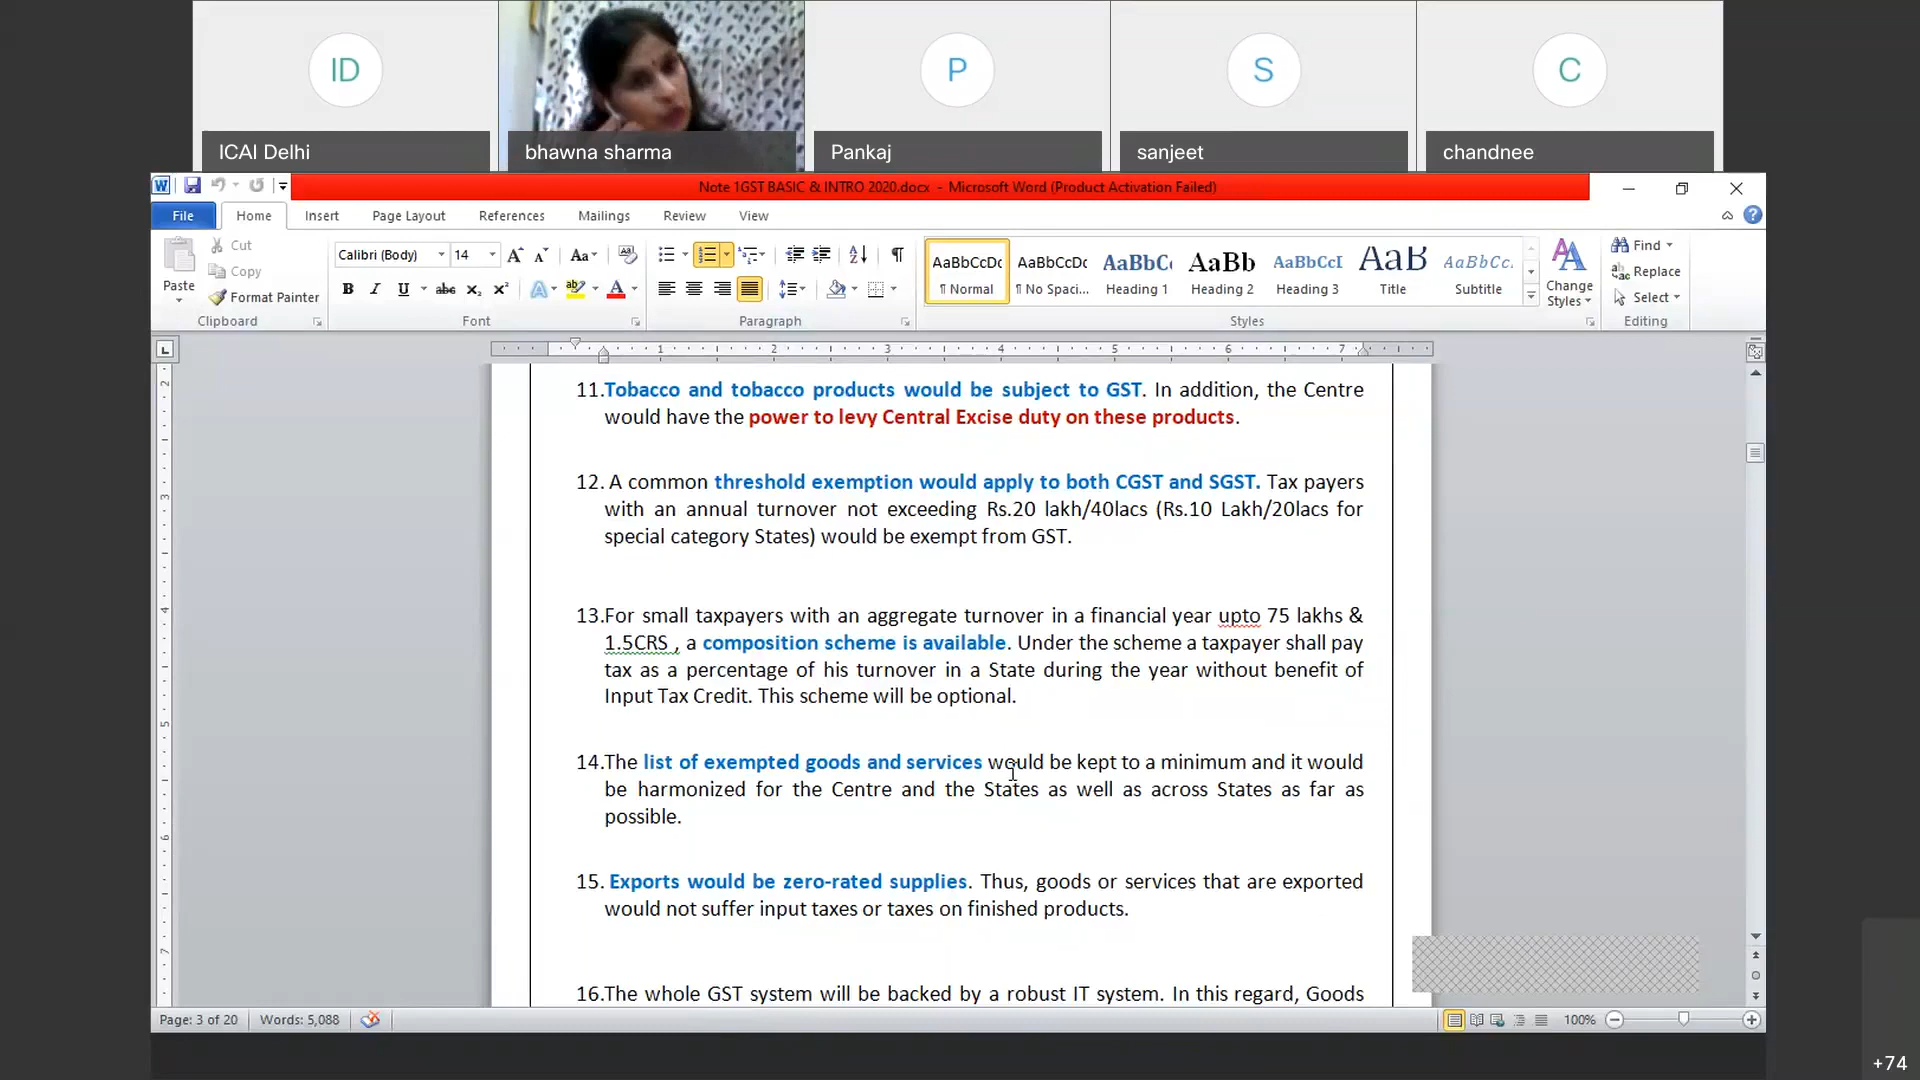 ID
P
S
C
ICAI Delhi
bhawna sharma
Pankaj
sanjeet
chandnee
Note 1GST BASIC & INTRO 2020.docx - Microsoft Word (Product Activation Failed)
File Home Insert Page Layout References Mailings Review View
Paste
Cut
Copy
Format Painter
Clipboard
Calibri (Body) 14
Font
Paragraph
AaBbCcDc AaBbCcDc AaBbC AaBb AaBbCcI AaB AaBbCc.
¶ Normal ¶ No Spaci... Heading 1 Heading 2 Heading 3 Title Subtitle
Change
Styles
Styles
Find
Replace
Select
Editing
1 2 3 4 5 6 7
11.Tobacco and tobacco products would be subject to GST. In addition, the Centre
would have the power to levy Central Excise duty on these products.
12. A common threshold exemption would apply to both CGST and SGST. Tax payers
with an annual turnover not exceeding Rs.20 lakh/40lacs (Rs.10 Lakh/20lacs for
special category States) would be exempt from GST.
13.For small taxpayers with an aggregate turnover in a financial year upto 75 lakhs &
1.5CRS , a composition scheme is available. Under the scheme a taxpayer shall pay
tax as a percentage of his turnover in a State during the year without benefit of
Input Tax Credit. This scheme will be optional.
14.The list of exempted goods and services would be kept to a minimum and it would
be harmonized for the Centre and the States as well as across States as far as
possible.
15. Exports would be zero-rated supplies. Thus, goods or services that are exported
would not suffer input taxes or taxes on finished products.
16.The whole GST system will be backed by a robust IT system. In this regard, Goods
Page: 3 of 20 Words: 5,088
100%
+74